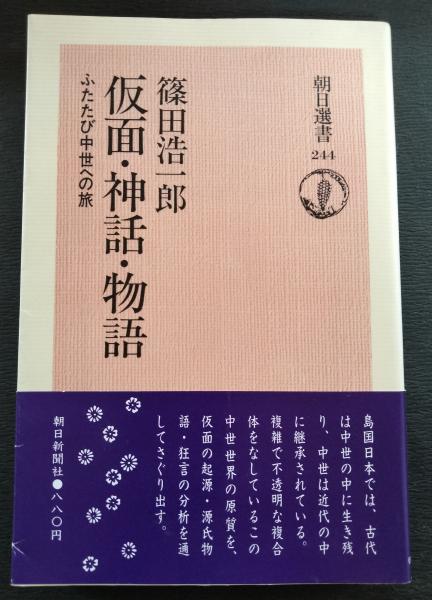 朝日選書
244
篠田浩一郎
仮面・神話・物語
ふたたび中世への旅
島国日本では、古代
は中世の中に生き残
り、中世は近代の中
に継承されている。
複雑で不透明な複合
体をなしているこの
中世世界の原質を、
仮面の起源・源氏物
語・狂言の分析を通
してさぐり出す。
朝日新聞社●八八〇円